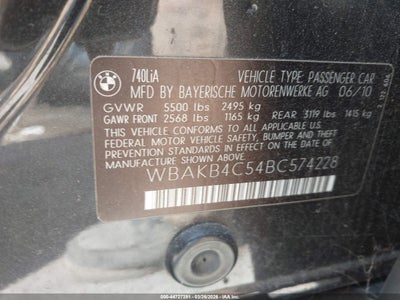 BMW
740LiA VEHICLE TYPE: PASSENGER CAR
MFD BY BAYERISCHE MOTORENWERKE AG 06/10
GVWR 5500 lbs 2495 kg
GAWR FRONT 2568 lbs 1165 kg REAR 3119 lbs 1415 kg
THIS VEHICLE CONFORMS TO ALL APPLICABLE
FEDERAL MOTOR VEHICLE SAFETY, BUMPER, AND
THEFT PREVENTION STANDARDS IN EFFECT ON THE DATE OF
MANUFACTURE SHOWN ABOVE:
WBAKB4C54BC574228